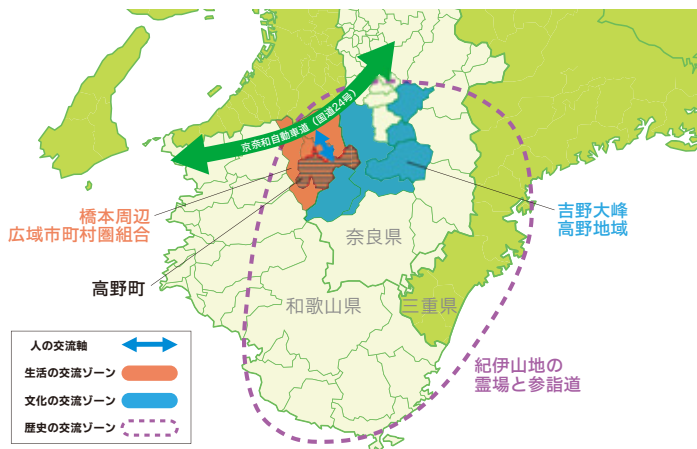 京奈和自動車道（国道24号）
橋本周辺
広域市町村圏組合
吉野大峰
高野地域
奈良県
高野町
和歌山県
三重県
紀伊山地の
霊場と参詣道
人の交流軸
生活の交流ゾーン
文化の交流ゾーン
歴史の交流ゾーン